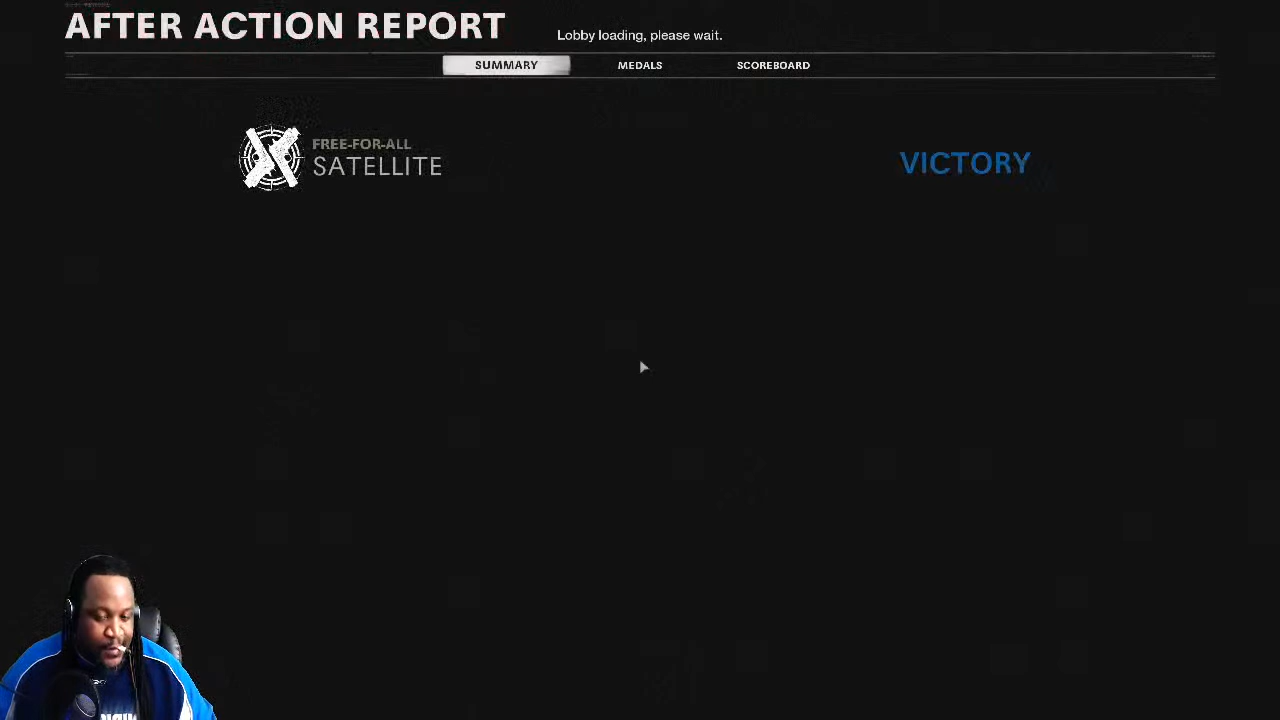 AFTER ACTION REPORT
Lobby loading, please wait.
SUMMARY
MEDALS
SCOREBOARD
FREE-FOR-ALL
SATELLITE
VICTORY